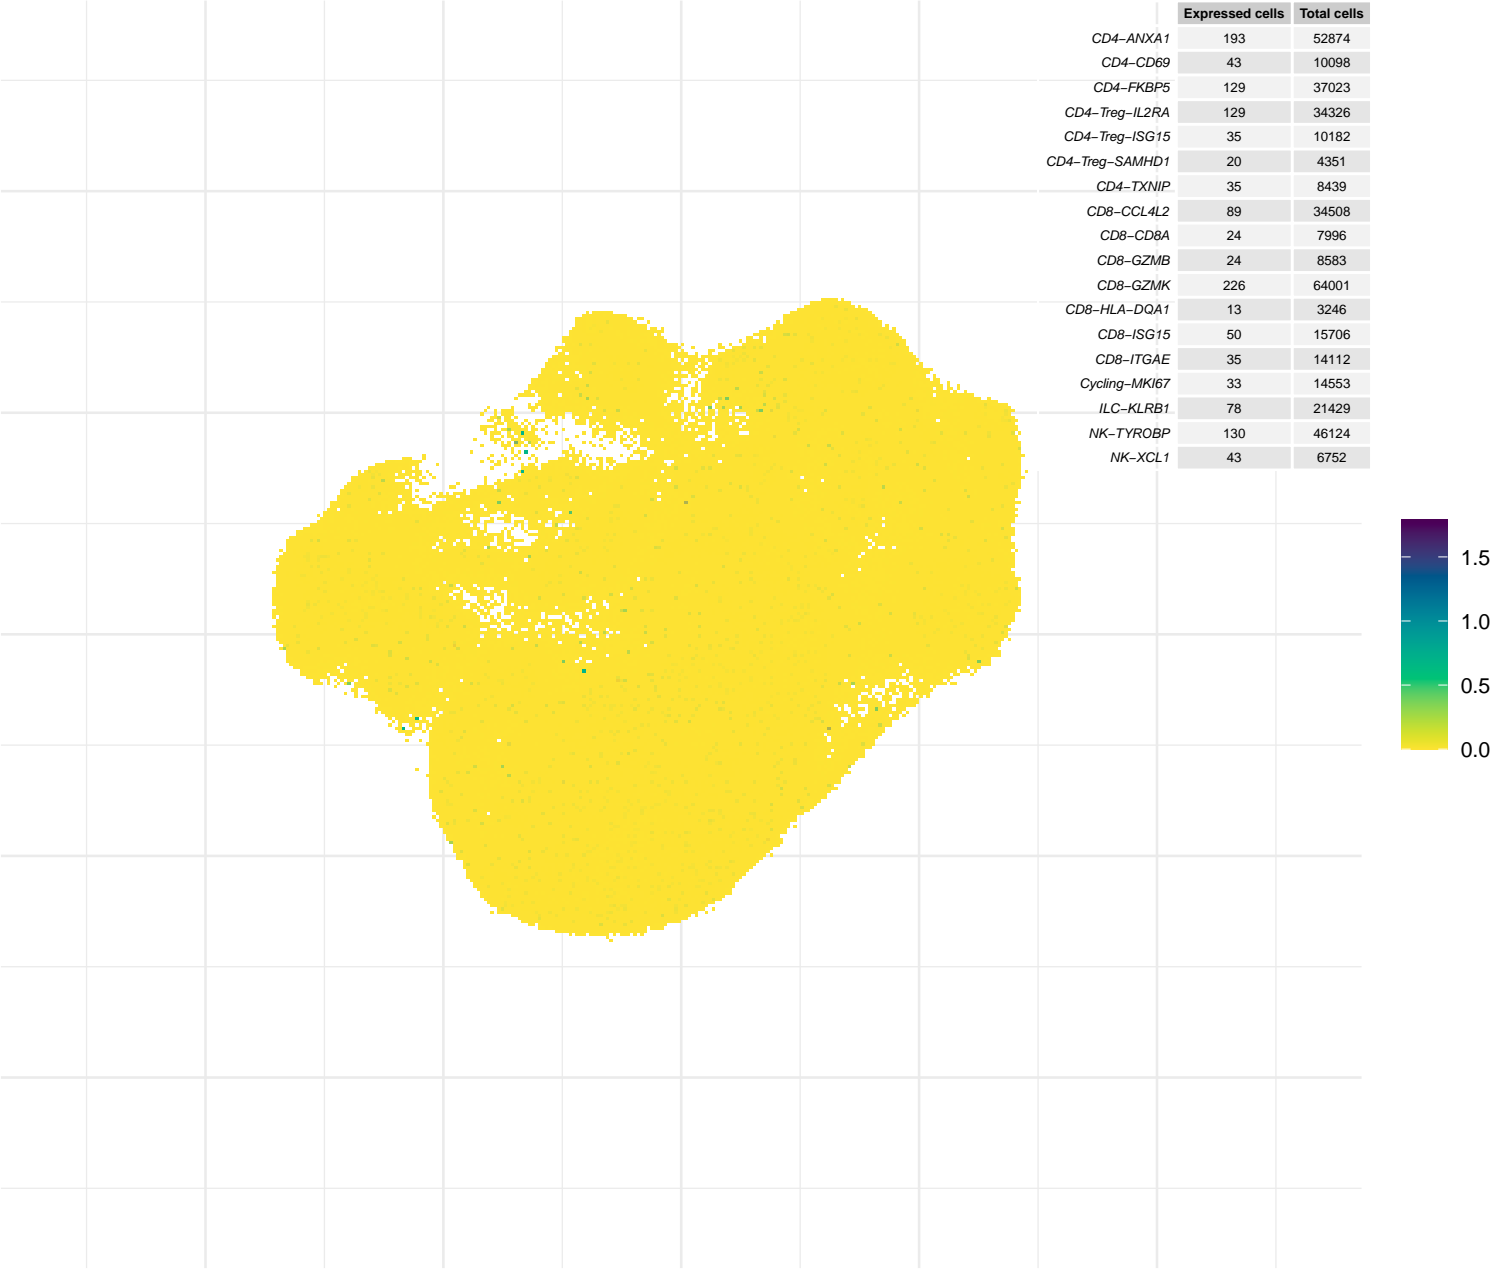 Expressed cells Total cells
CD4−ANXA1 193 52874
CD4−CD69 43 10098
CD4−FKBP5 129 37023
CD4−Treg−IL2RA 129 34326
CD4−Treg−ISG15 35 10182
CD4−Treg−SAMHD1 20 4351
CD4−TXNIP 35 8439
CD8−CCL4L2 89 34508
CD8−CD8A 24 7996
CD8−GZMB 24 8583
CD8−GZMK 226 64001
CD8−HLA−DQA1 13 3246
CD8−ISG15 50 15706
CD8−ITGAE 35 14112
Cycling−MKI67 33 14553
ILC−KLRB1 78 21429
NK−TYROBP 130 46124
NK−XCL1 43 6752
1.5
1.0
0.5
0.0